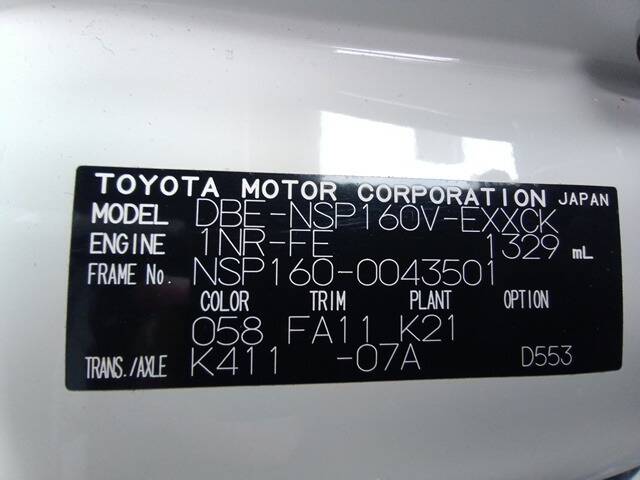 TOYOTA MOTOR CORPORATION JAPAN
MODEL DBE-NSP160V-EXXCK
ENGINE 1NR-FE 1329 mL
FRAME No. NSP160-0043501
COLOR TRIM PLANT OPTION
058 FA11 K21
TRANS./AXLE K411 -07A D553